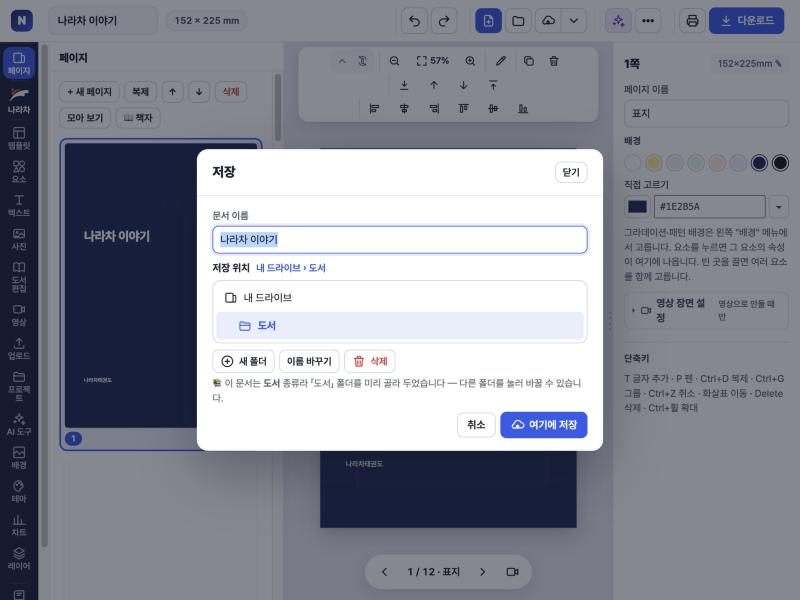 N
나라차 이야기
152 × 225 mm
다운로드
페이지
나라차
템플릿
요소
텍스트
사진
도서
편집
영상
업로드
프로젝
트
AI 도구
배경
테마
차트
레이어
페이지
+ 새 페이지
복제
↑
↓
삭제
모아 보기
책자
나라차 이야기
나라차태권도
1
57%
저장
닫기
문서 이름
나라차 이야기
저장 위치 내 드라이브 › 도서
내 드라이브
도서
새 폴더
이름 바꾸기
삭제
이 문서는 도서 종류라 「도서」 폴더를 미리 골라 두었습니다 — 다른 폴더를 눌러 바꿀 수 있습니
다.
취소
여기에 저장
나라차태권도
1 / 12 · 표지
1쪽
152×225mm ✎
페이지 이름
표지
배경
직접 고르기
#1E2B5A
그라데이션·패턴 배경은 왼쪽 "배경" 메뉴에
서 고릅니다. 요소를 누르면 그 요소의 속성
이 여기에 나옵니다. 빈 곳을 끌면 여러 요소
를 함께 고릅니다.
영상 장면 설
정
영상으로 만들 때
만
단축키
T 글자 추가 · P 펜 · Ctrl+D 복제 · Ctrl+G
그룹 · Ctrl+Z 취소 · 화살표 이동 · Delete
삭제 · Ctrl+휠 확대